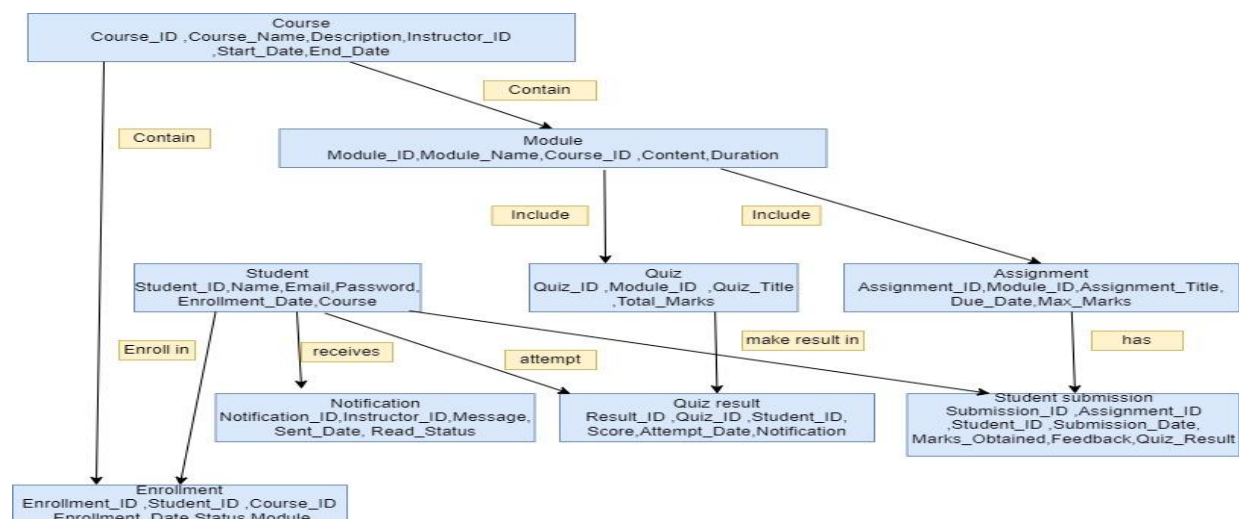 Course
Course_ID ,Course_Name,Description,Instructor_ID
,Start_Date,End_Date
Contain
Contain
Module
Module_ID,Module_Name,Course_ID ,Content,Duration
Include
Include
Student
Student_ID,Name,Email,Password,
Enrollment_Date,Course
Quiz
Quiz_ID ,Module_ID ,Quiz_Title
,Total_Marks
Assignment
Assignment_ID,Module_ID,Assignment_Title,
Due_Date,Max_Marks
Enroll in
receives
attempt
make result in
has
Notification
Notification_ID,Instructor_ID,Message,
Sent_Date, Read_Status
Quiz result
Result_ID ,Quiz_ID ,Student_ID,
Score,Attempt_Date,Notification
Student submission
Submission_ID ,Assignment_ID
,Student_ID ,Submission_Date,
Marks_Obtained,Feedback,Quiz_Result
Enrollment
Enrollment_ID ,Student_ID ,Course_ID
Enrollment_Date,Status,Module